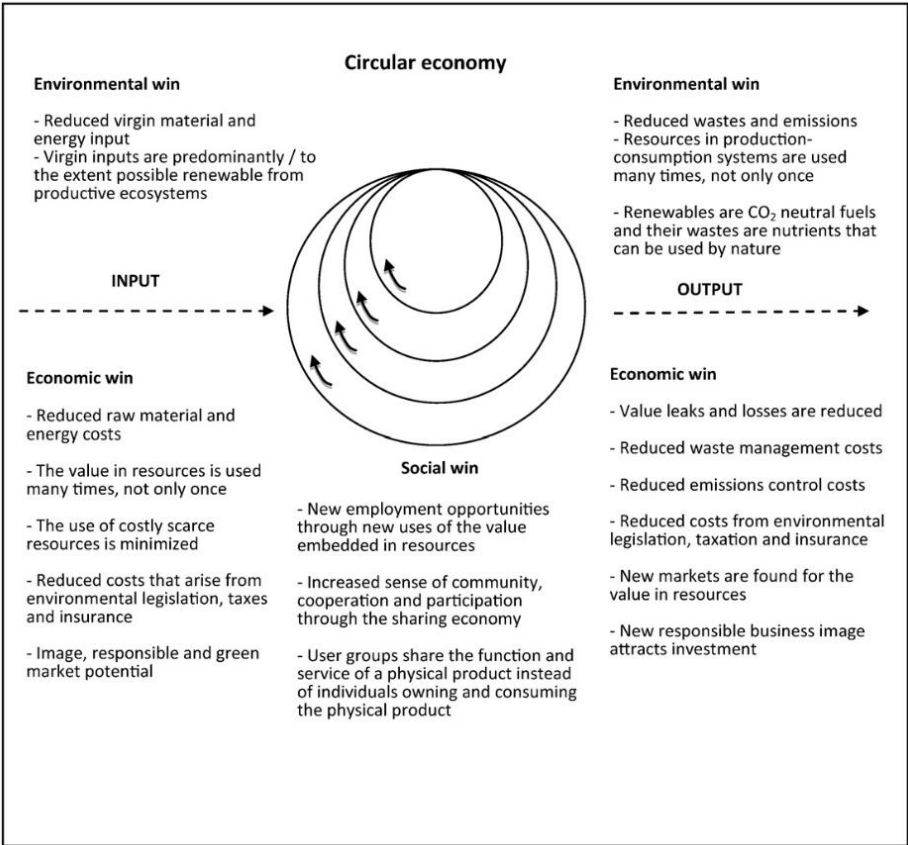 Circular economy
Environmental win
- Reduced virgin material and
energy input
- Virgin inputs are predominantly / to
the extent possible renewable from
productive ecosystems
INPUT
Economic win
- Reduced raw material and
energy costs
- The value in resources is used
many times, not only once
- The use of costly scarce
resources is minimized
- Reduced costs that arise from
environmental legislation, taxes
and insurance
- Image, responsible and green
market potential
Social win
- New employment opportunities
through new uses of the value
embedded in resources
- Increased sense of community,
cooperation and participation
through the sharing economy
- User groups share the function and
service of a physical product instead
of individuals owning and consuming
the physical product
Environmental win
- Reduced wastes and emissions
- Resources in production-
consumption systems are used
many times, not only once
- Renewables are CO₂ neutral fuels
and their wastes are nutrients that
can be used by nature
OUTPUT
Economic win
- Value leaks and losses are reduced
- Reduced waste management costs
- Reduced emissions control costs
- Reduced costs from environmental
legislation, taxation and insurance
- New markets are found for the
value in resources
- New responsible business image
attracts investment